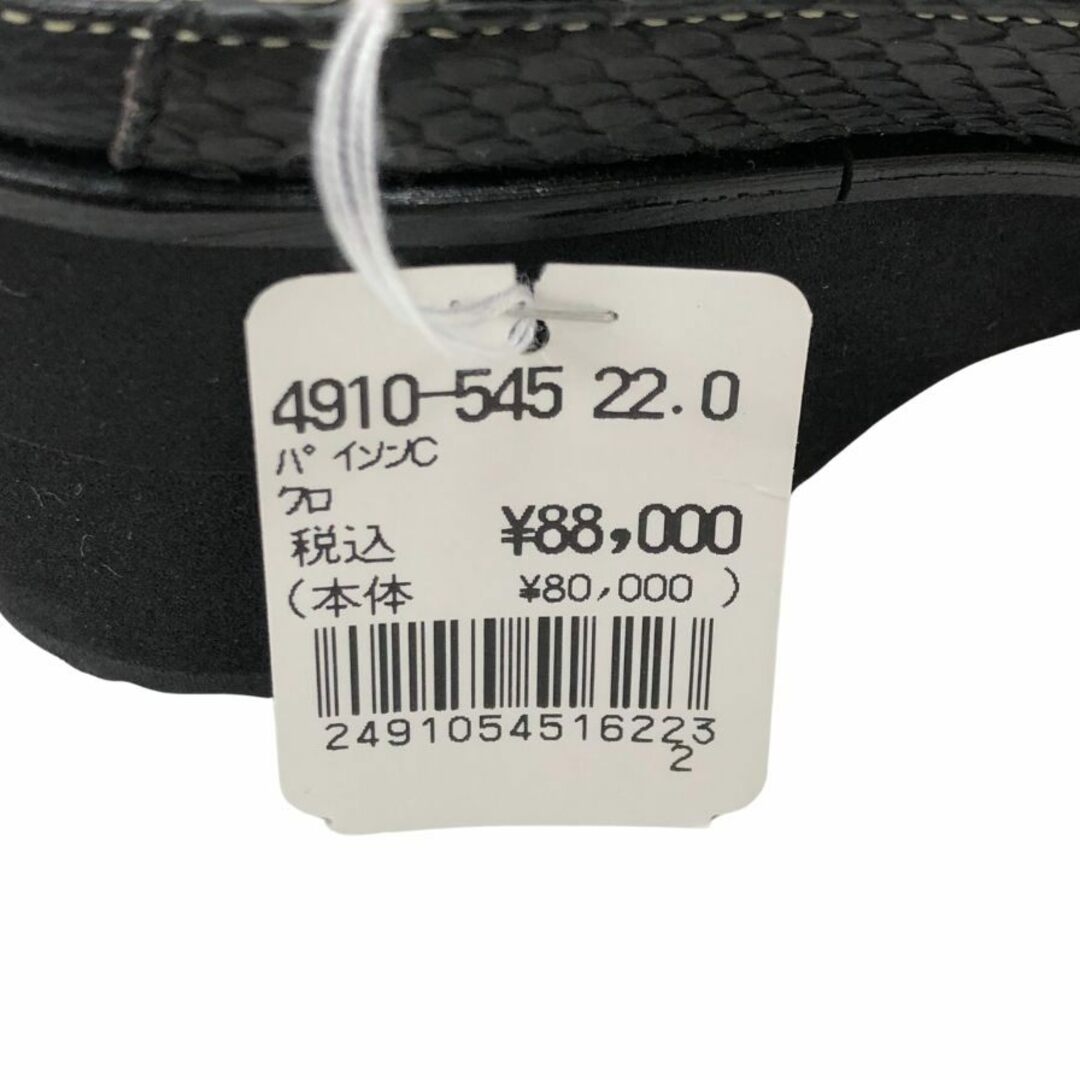 4910-545 22.0
パイソンC
クロ
税込 ¥88,000
(本体 ¥80,000 )
2491054516223
2